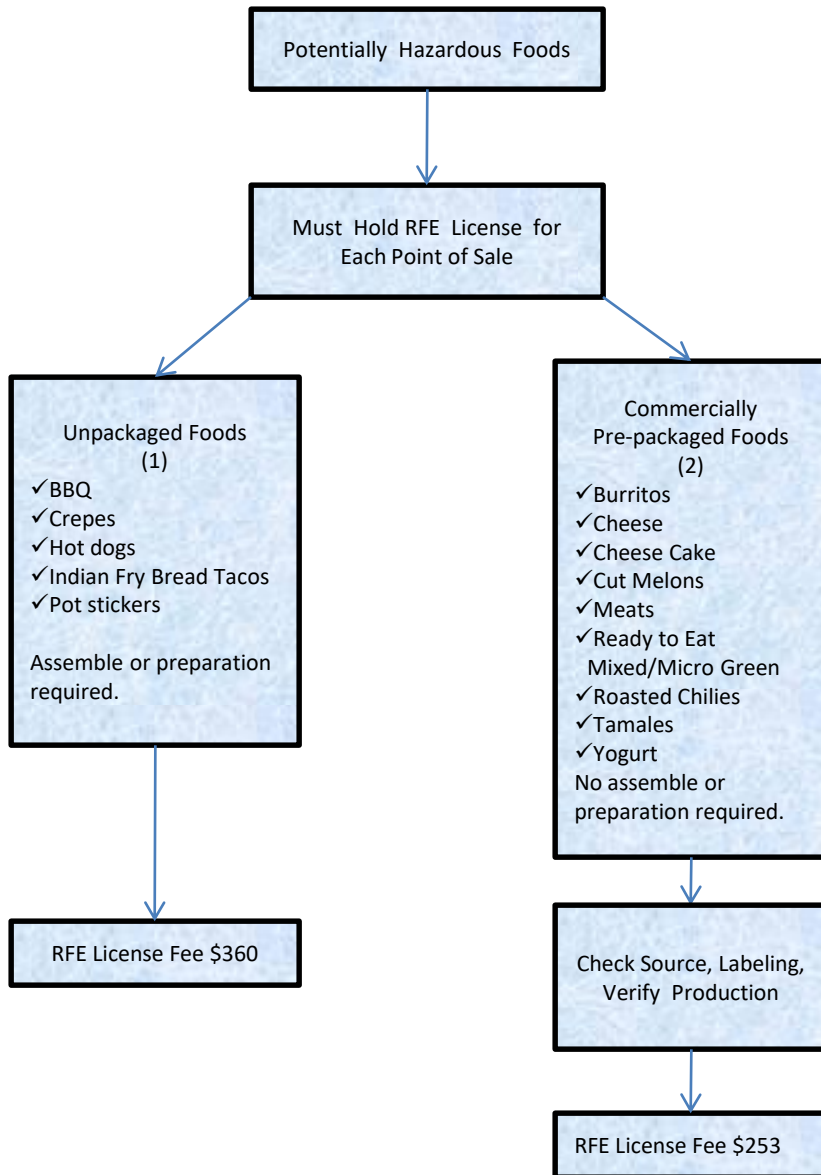 Potentially Hazardous Foods
Must Hold RFE License for
Each Point of Sale
Unpackaged Foods
(1)
✓BBQ
✓Crepes
✓Hot dogs
✓Indian Fry Bread Tacos
✓Pot stickers
Assemble or preparation
required.
RFE License Fee $360
Commercially
Pre-packaged Foods
(2)
✓Burritos
✓Cheese
✓Cheese Cake
✓Cut Melons
✓Meats
✓Ready to Eat
Mixed/Micro Green
✓Roasted Chilies
✓Tamales
✓Yogurt
No assemble or
preparation required.
Check Source, Labeling,
Verify Production
RFE License Fee $253